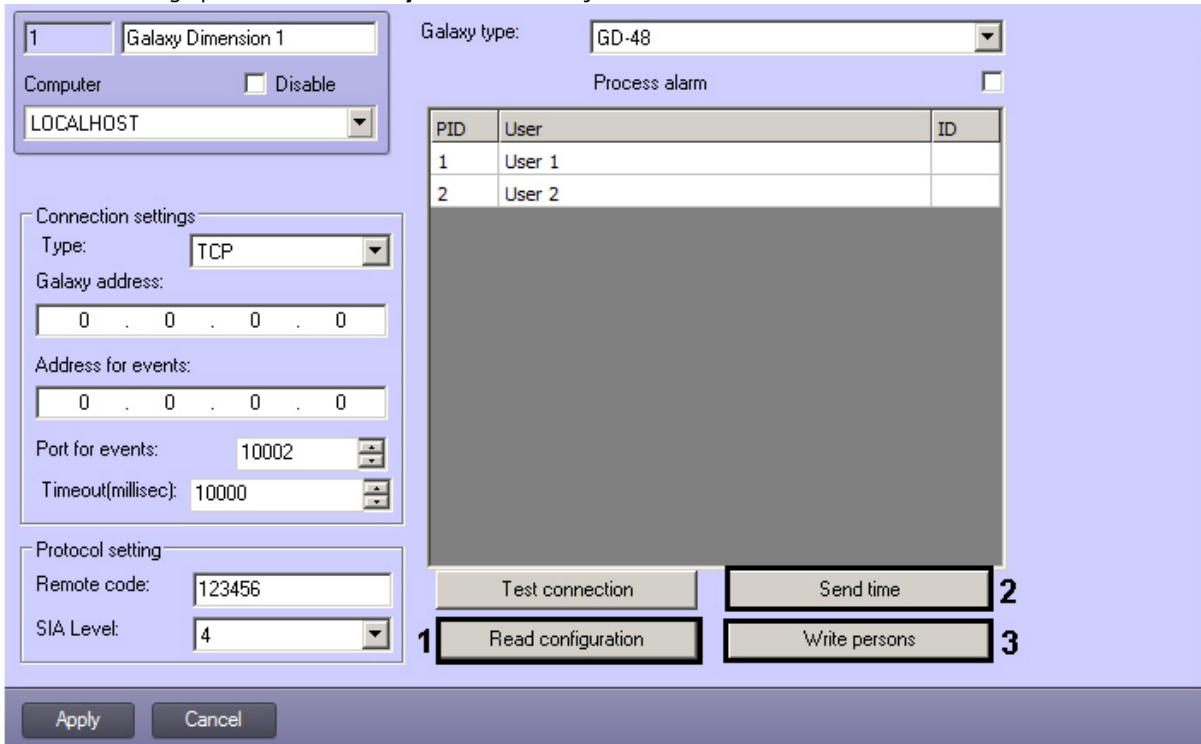 1 Galaxy Dimension 1
Computer Disable
LOCALHOST
Connection settings
Type: TCP
Galaxy address:
0 . 0 . 0 . 0
Address for events:
0 . 0 . 0 . 0
Port for events: 10002
Timeout(millisec): 10000
Protocol setting
Remote code: 123456
SIA Level: 4
Galaxy type: GD-48
Process alarm
PID User ID
1 User 1
2 User 2
Test connection Send time 2
1 Read configuration Write persons 3
Apply Cancel